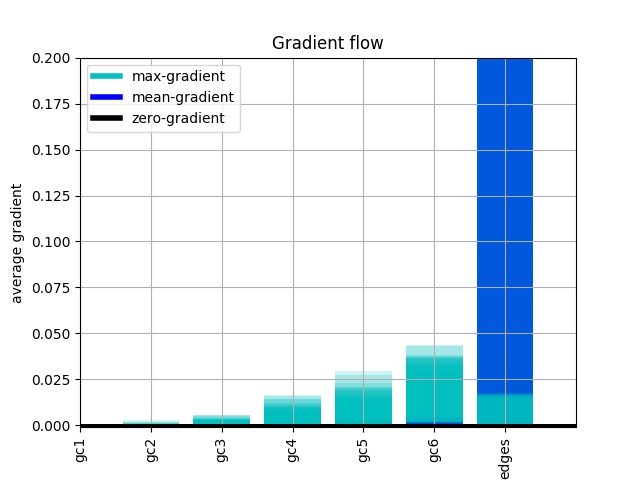 Gradient flow
0.200
0.175
0.150
0.125
0.100
0.075
0.050
0.025
0.000
average gradient
max-gradient
mean-gradient
zero-gradient
gc1
gc2
gc3
gc4
gc5
gc6
edges